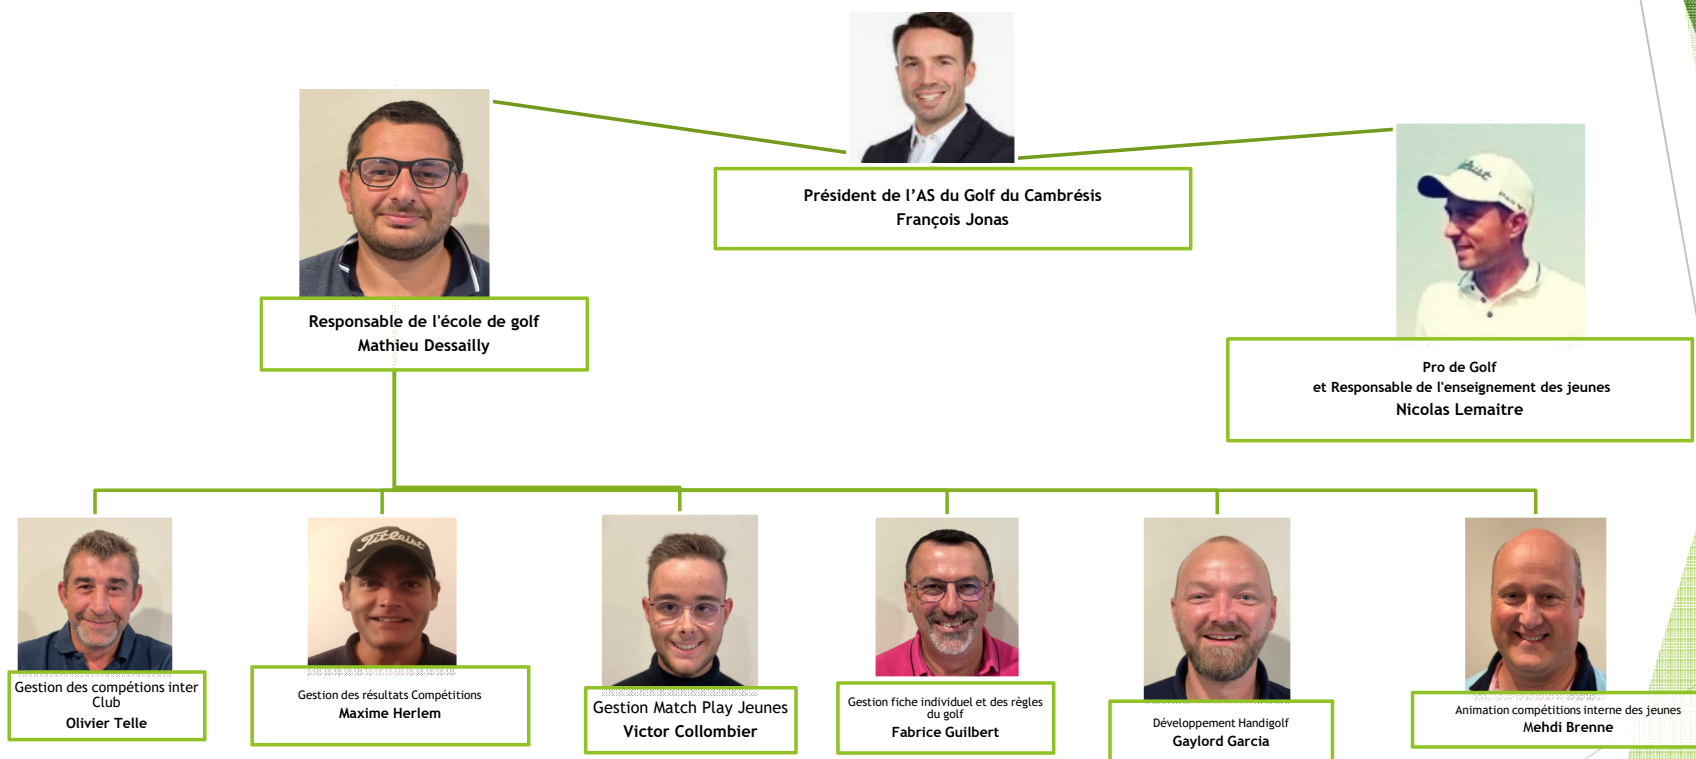 Président de l’AS du Golf du Cambrésis
François Jonas
Responsable de l'école de golf
Mathieu Dessailly
Titleist
Pro de Golf
et Responsable de l'enseignement des jeunes
Nicolas Lemaitre
Titleist
Gestion des compétions inter
Club
Olivier Telle
Gestion des résultats Compétitions
Maxime Herlem
Gestion Match Play Jeunes
Victor Collombier
Gestion fiche individuel et des règles
du golf
Fabrice Guilbert
Développement Handigolf
Gaylord Garcia
Animation compétitions interne des jeunes
Mehdi Brenne